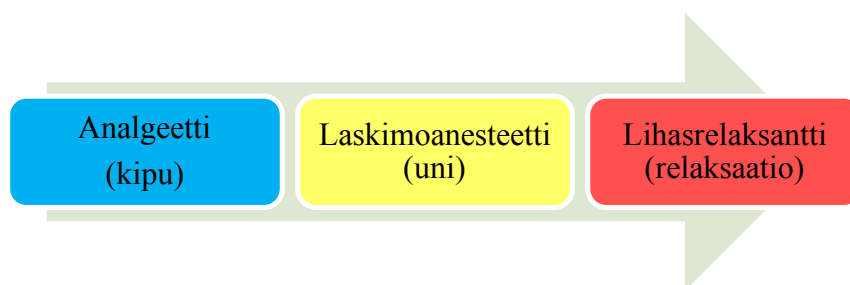 Analgeetti
(kipu)
Laskimoanesteetti
(uni)
Lihasrelaksantti
(relaksaatio)